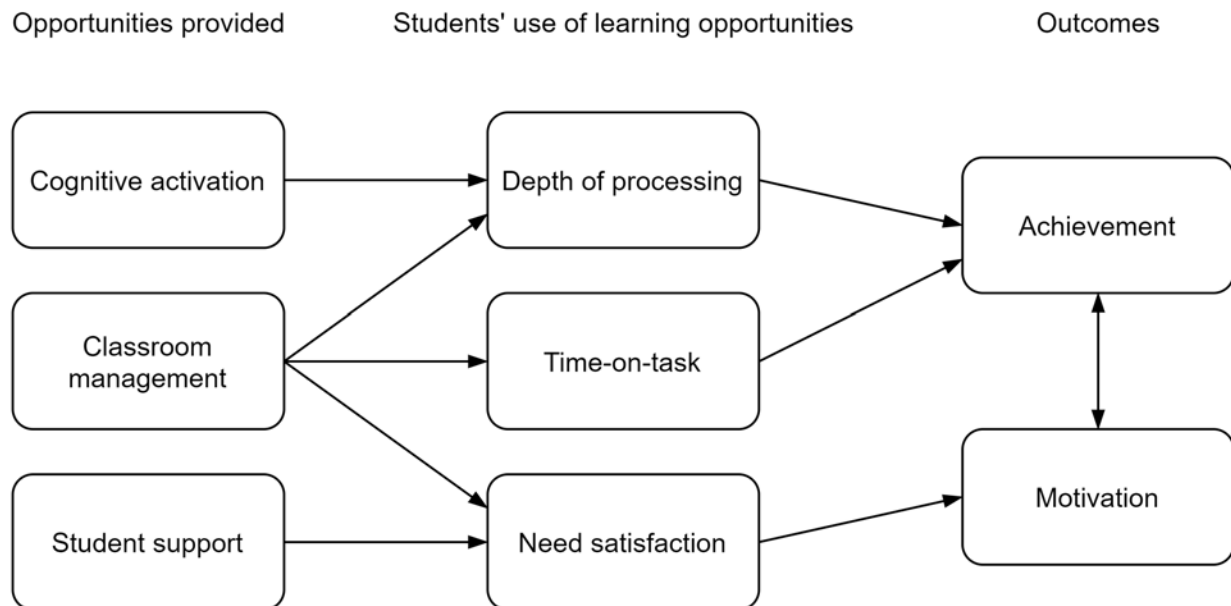 Opportunities provided
Students' use of learning opportunities
Outcomes
Cognitive activation
Depth of processing
Achievement
Classroom
management
Time-on-task
Student support
Need satisfaction
Motivation